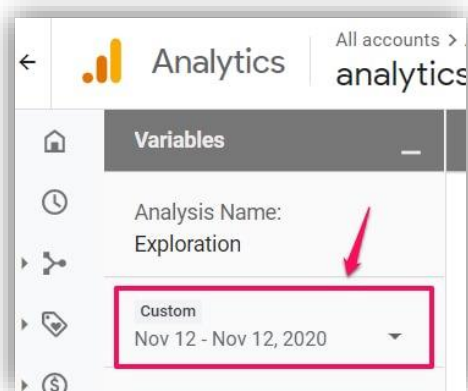 Analytics
All accounts >
analytics
Variables
Analysis Name:
Exploration
Custom
Nov 12 - Nov 12, 2020